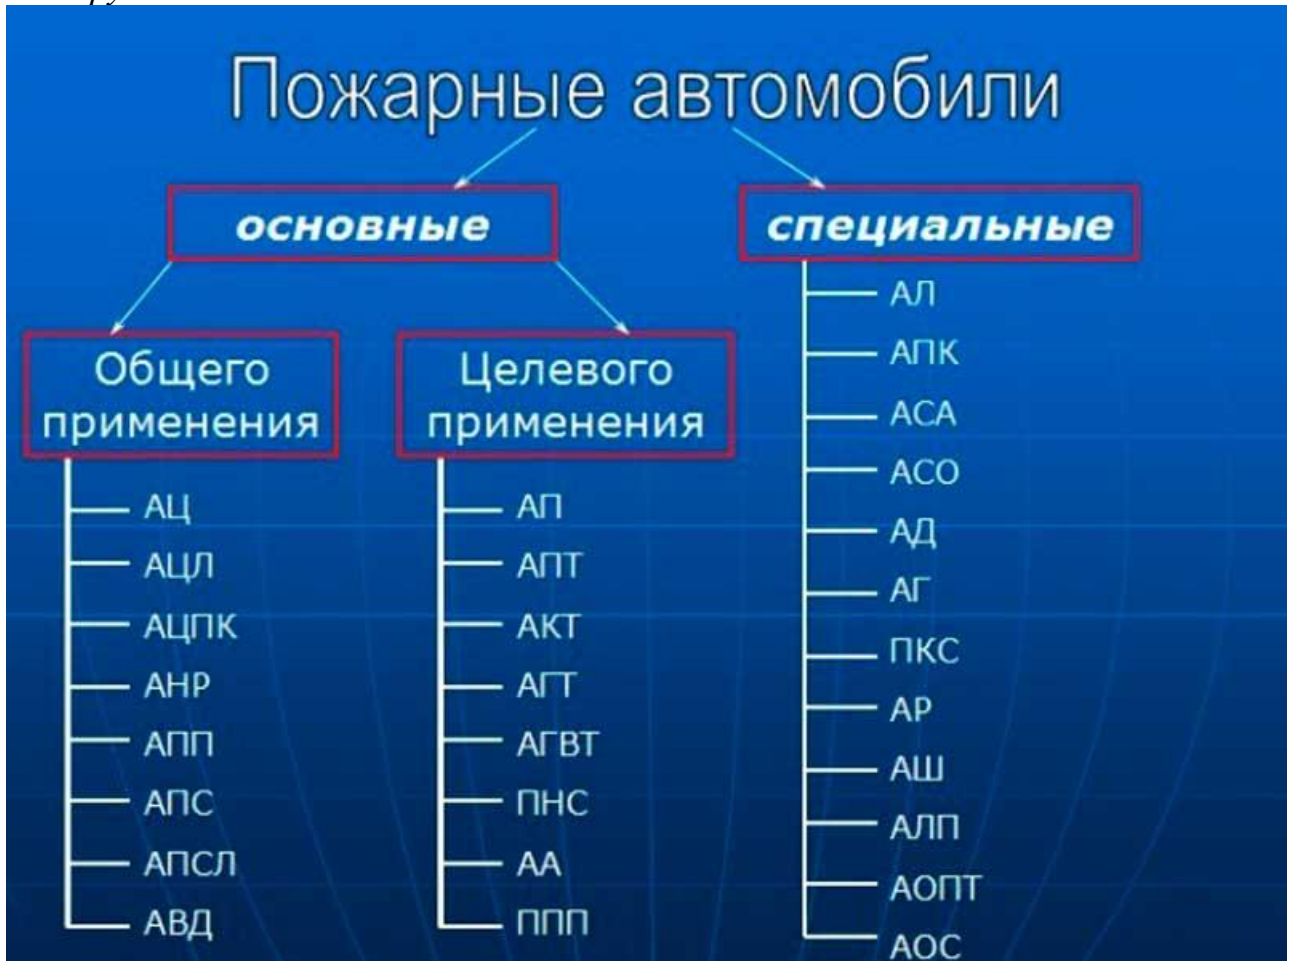 Пожарные автомобили
основные
специальные
Общего
применения
Целевого
применения
АЦ
АЦЛ
АЦПК
АНР
АПП
АПС
АПСЛ
АВД
АП
АПТ
АКТ
АГТ
АГВТ
ПНС
АА
ППП
АЛ
АПК
АСА
АСО
АД
АГ
ПКС
АР
АШ
АЛП
АОПТ
АОС